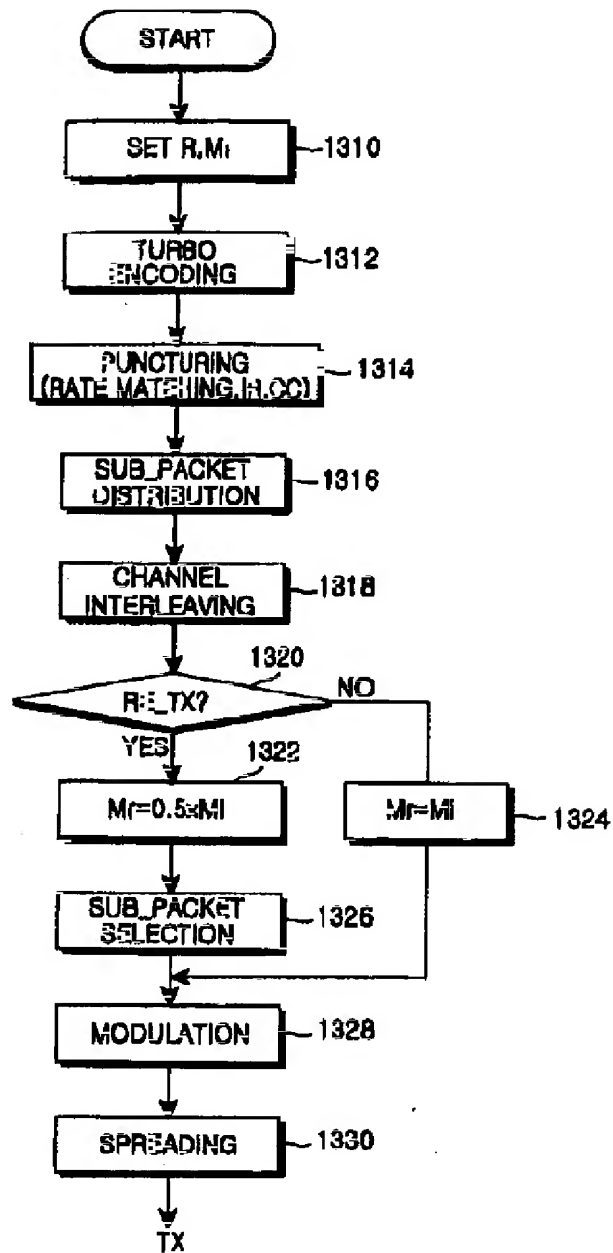 START
SET R,Mi
1310
TURBO
ENCODING
1312
PUNCTURING
(RATE MATCHING,IR,CC)
1314
SUB_PACKET
DISTRIBUTION
1316
CHANNEL
INTERLEAVING
1318
1320
RE_TX?
NO
YES
1322
Mr=0.5xMi
Mr=Mi
1324
SUB_PACKET
SELECTION
1326
MODULATION
1328
SPREADING
1330
TX